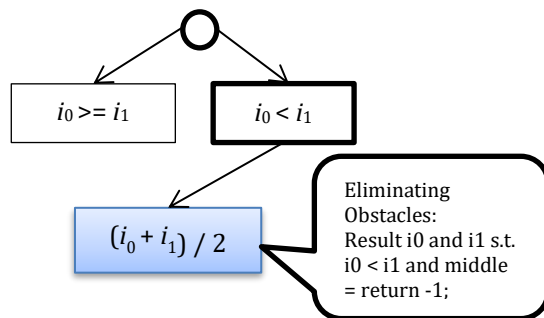 i₀ >= i₁
i₀ < i₁
(i₀ + i₁) / 2
Eliminating
Obstacles:
Result i0 and i1 s.t.
i0 < i1 and middle
= return -1;